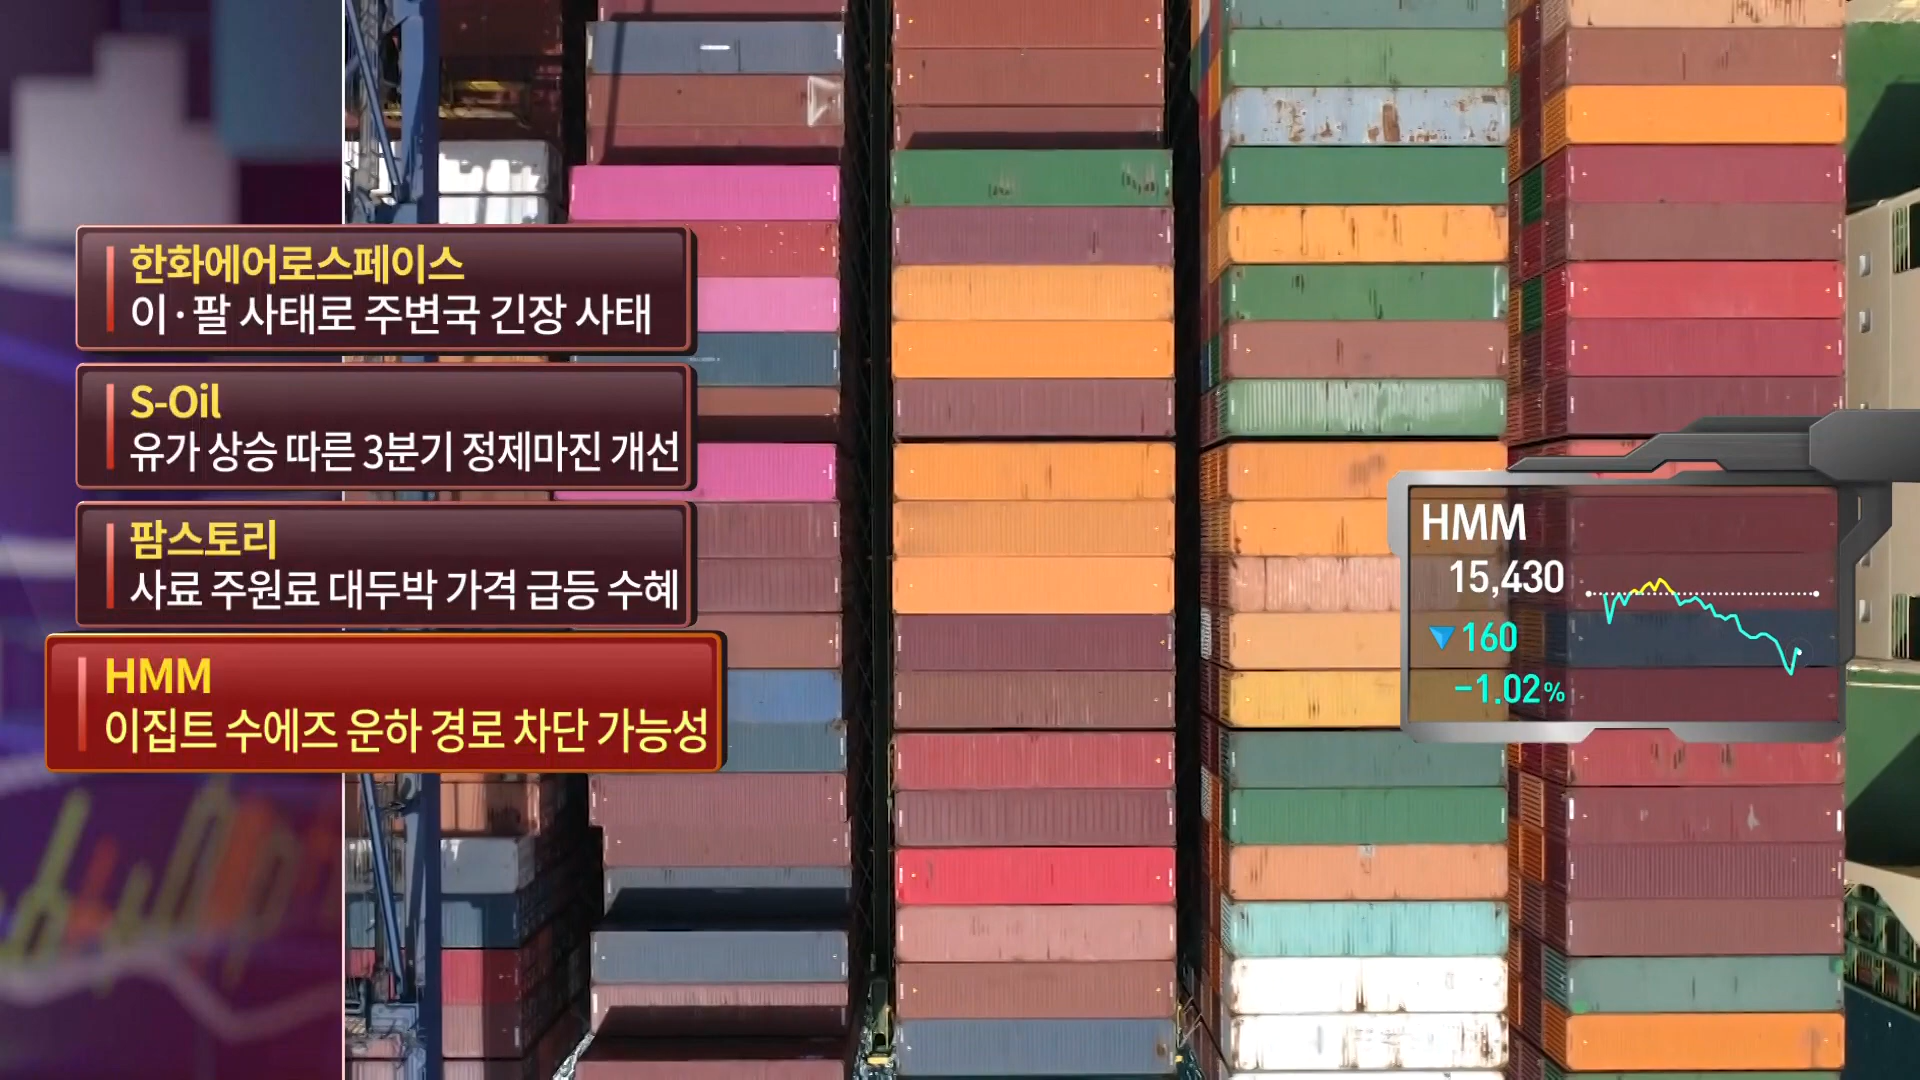 한화에어로스페이스
이·팔 사태로 주변국 긴장 사태
S-Oil
유가 상승 따른 3분기 정제마진 개선
팜스토리
사료 주원료 대두박 가격 급등 수혜
HMM
이집트 수에즈 운하 경로 차단 가능성
HMM
15,430
▼160
-1.02%